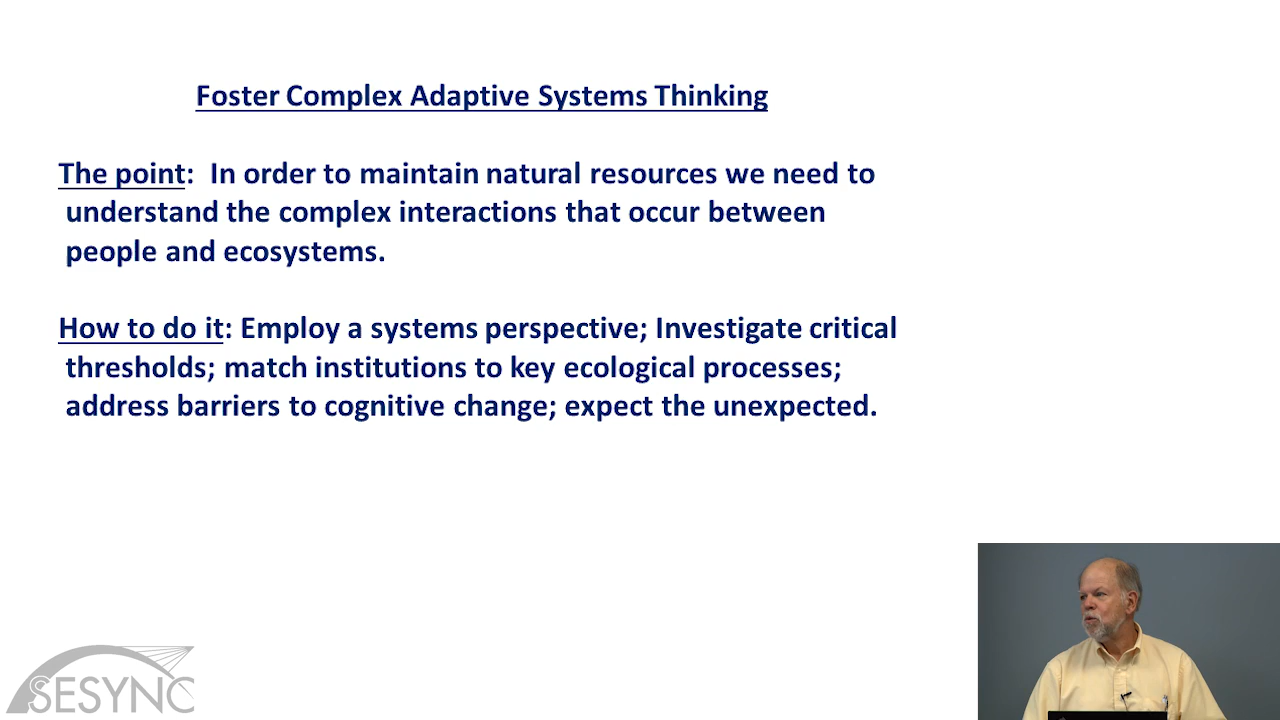 Foster Complex Adaptive Systems Thinking
The point:  In order to maintain natural resources we need to
understand the complex interactions that occur between
people and ecosystems.
How to do it: Employ a systems perspective; Investigate critical
thresholds; match institutions to key ecological processes;
address barriers to cognitive change; expect the unexpected.
SESYNC